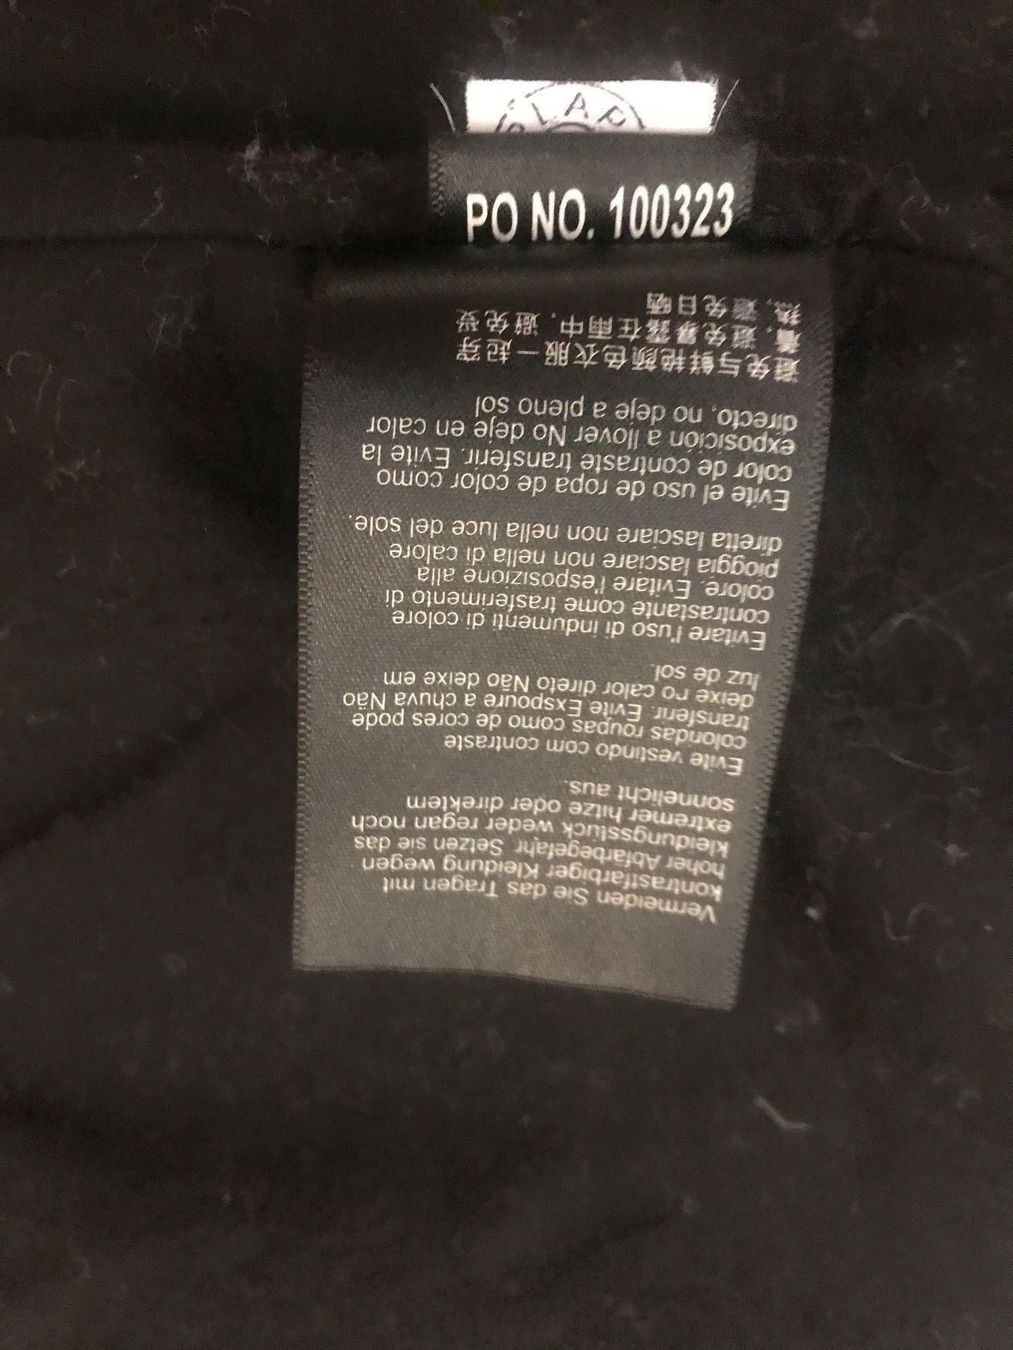 PO NO. 100323
Vermeiden Sie das Tragen mit
kontrastfarbiger Kleidung wegen
hoher Abfarbegefahr. Setzen sie das
kleidungsstuck weder regan noch
extremer hitze oder direktem
sonnelicht aus.
Evite vestindo com contraste
colondas roupas como de cores pode
transferir. Evite Exspoure a chuva Não
deixe ro calor direto Não deixe em
luz de sol.
Evitare l'uso di indumenti di colore
contrastante come trasferimento di
colore. Evitare l'esposizione alla
pioggia lasciare non nella di calore
diretta lasciare non nella luce del sole.
Evite el uso de ropa de color como
color de contraste transferir. Evite la
exposicion a llover No deje en calor
directo, no deje a pleno sol
避免与鲜艳颜色衣服一起穿
着，避免暴露在雨中，避免受
热，避免日晒